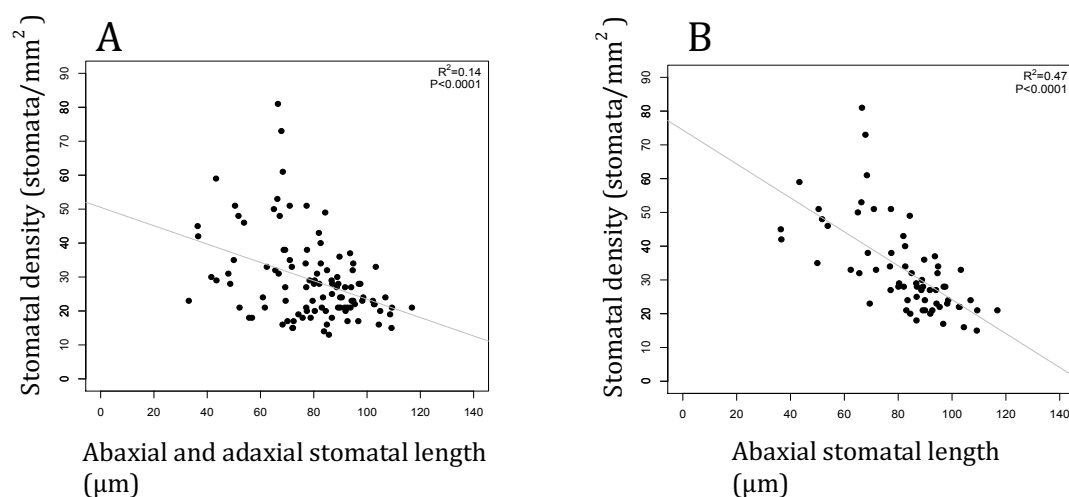 A
R²=0.14
P<0.0001
Stomatal density (stomata/mm²)
90
80
70
60
50
40
30
20
10
0
0 20 40 60 80 100 120 140
Abaxial and adaxial stomatal length
(µm)
B
R²=0.47
P<0.0001
Stomatal density (stomata/mm²)
90
80
70
60
50
40
30
20
10
0
0 20 40 60 80 100 120 140
Abaxial stomatal length
(µm)